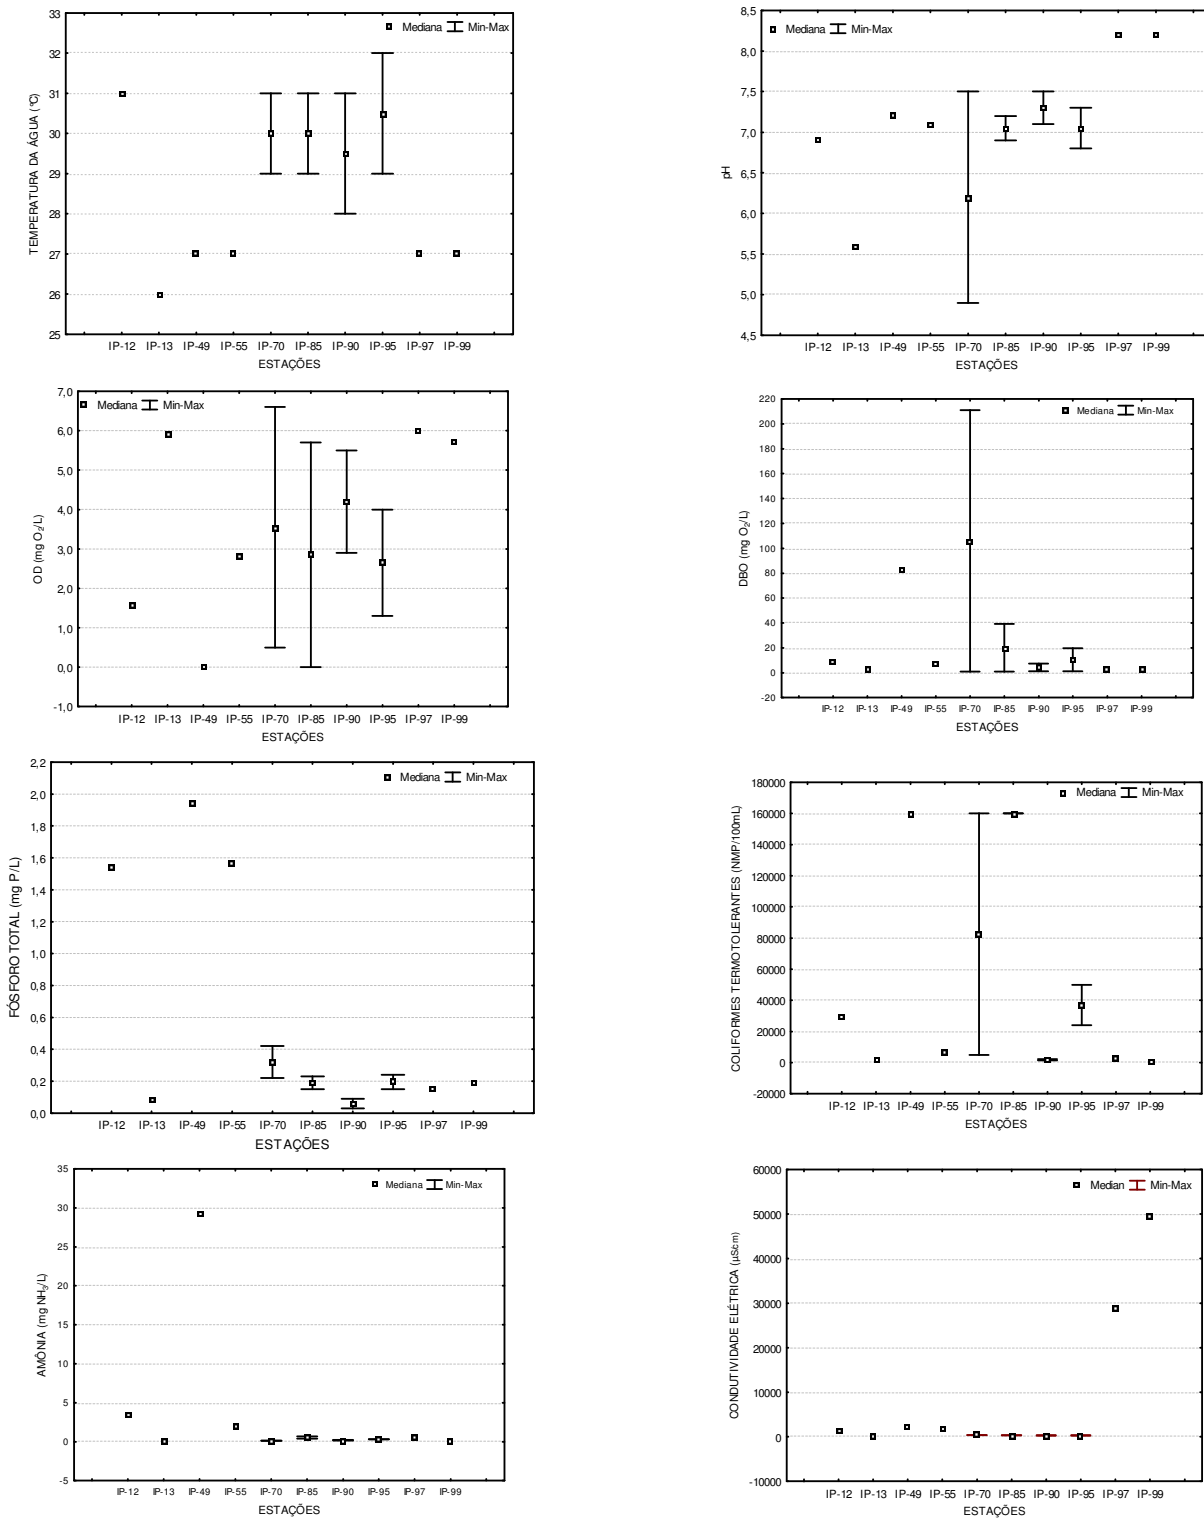 Mediana Min-Max
33
32
31
30
29
28
27
26
25
TEMPERATURA DA ÁGUA (ºC)
IP-12 IP-13 IP-49 IP-55 IP-70 IP-85 IP-90 IP-95 IP-97 IP-99
ESTAÇÕES
Mediana Min-Max
8,5
8,0
7,5
7,0
6,5
6,0
5,5
5,0
4,5
pH
IP-12 IP-13 IP-49 IP-55 IP-70 IP-85 IP-90 IP-95 IP-97 IP-99
ESTAÇÕES
Mediana Min-Max
7,0
6,0
5,0
4,0
3,0
2,0
1,0
0,0
-1,0
OD (mg O₂/L)
IP-12 IP-13 IP-49 IP-55 IP-70 IP-85 IP-90 IP-95 IP-97 IP-99
ESTAÇÕES
Mediana Min-Max
220
200
180
160
140
120
100
80
60
40
20
0
-20
DBO (mg O₂/L)
IP-12 IP-13 IP-49 IP-55 IP-70 IP-85 IP-90 IP-95 IP-97 IP-99
ESTAÇÕES
Mediana Min-Max
2,2
2,0
1,8
1,6
1,4
1,2
1,0
0,8
0,6
0,4
0,2
0,0
FÓSFORO TOTAL (mg P/L)
IP-12 IP-13 IP-49 IP-55 IP-70 IP-85 IP-90 IP-95 IP-97 IP-99
ESTAÇÕES
Mediana Min-Max
180000
160000
140000
120000
100000
80000
60000
40000
20000
0
-20000
COLIFORMES TERMOTOLERANTES (NMP/100mL)
IP-12 IP-13 IP-49 IP-55 IP-70 IP-85 IP-90 IP-95 IP-97 IP-99
ESTAÇÕES
Mediana Min-Max
35
30
25
20
15
10
5
0
-5
AMÔNIA (mg NH₃/L)
IP-12 IP-13 IP-49 IP-55 IP-70 IP-85 IP-90 IP-95 IP-97 IP-99
ESTAÇÕES
Median Min-Max
60000
50000
40000
30000
20000
10000
0
-10000
CONDUTIVIDADE ELÉTRICA (µS/cm)
IP-12 IP-13 IP-49 IP-55 IP-70 IP-85 IP-90 IP-95 IP-97 IP-99
ESTAÇÕES